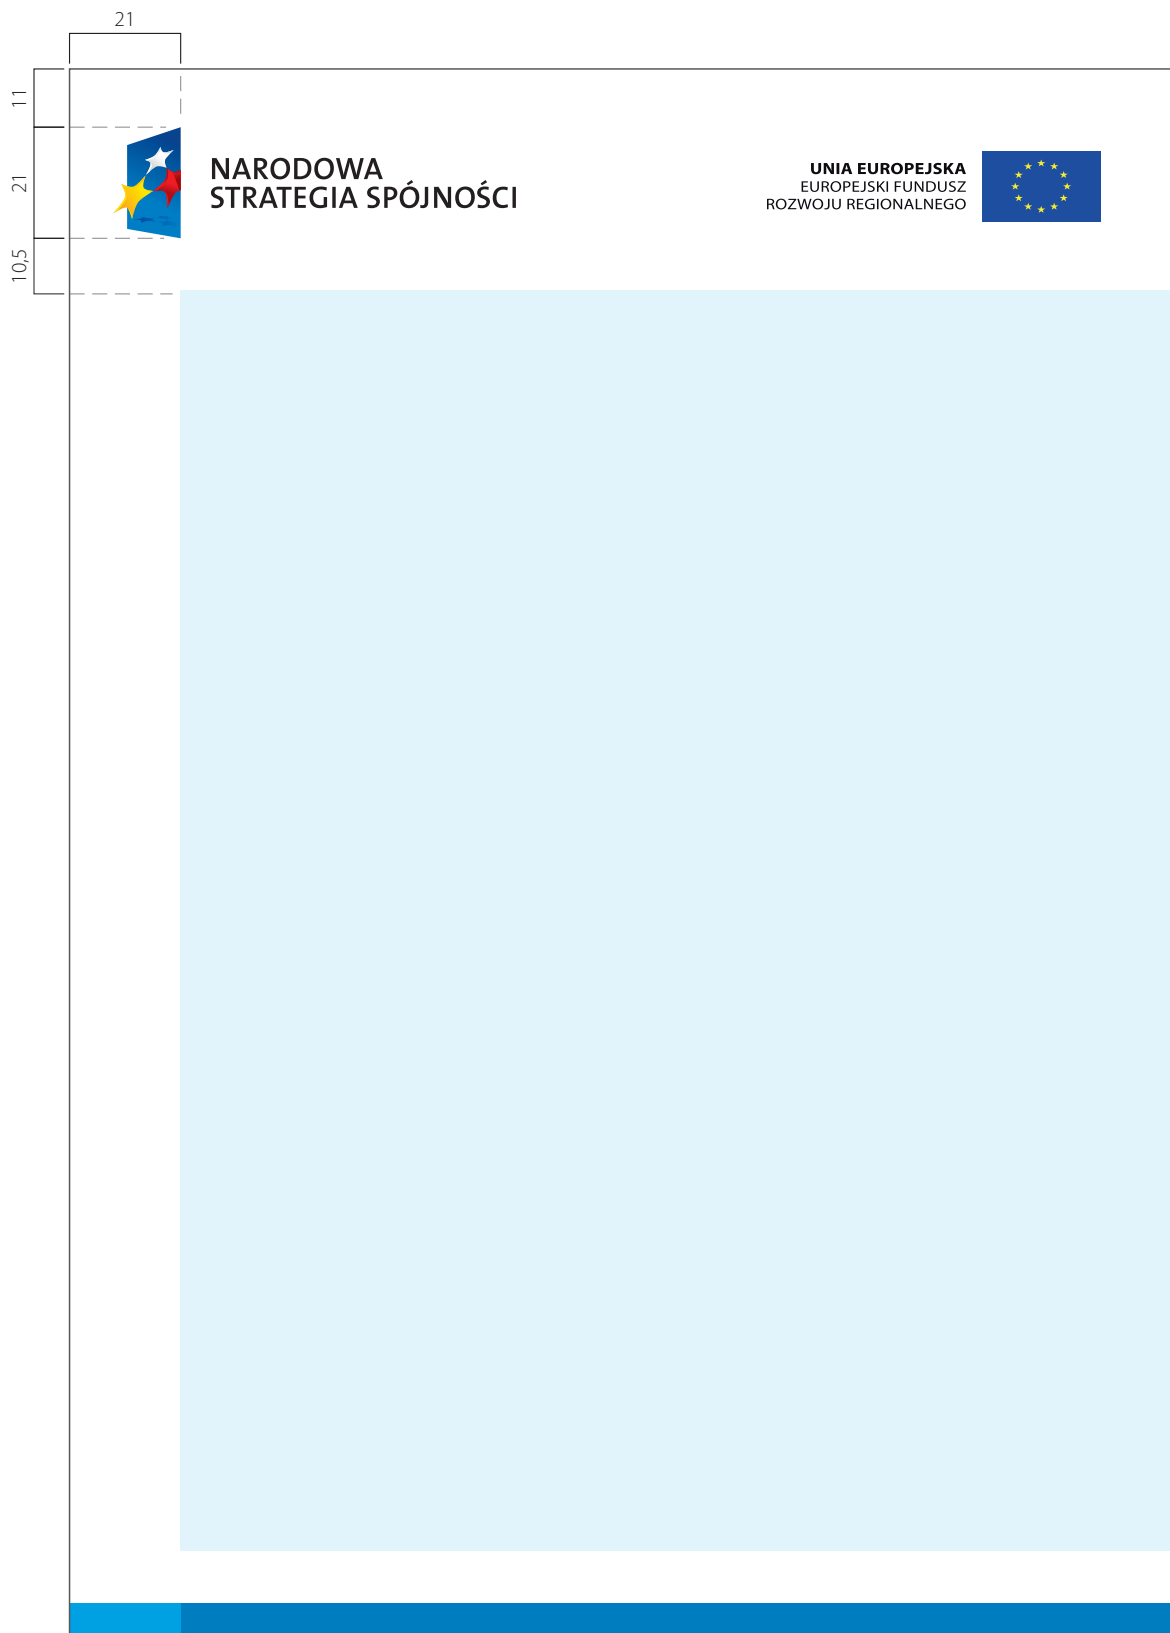 21
11
21
10,5
NARODOWA
STRATEGIA SPÓJNOŚCI
UNIA EUROPEJSKA
EUROPEJSKI FUNDUSZ
ROZWOJU REGIONALNEGO